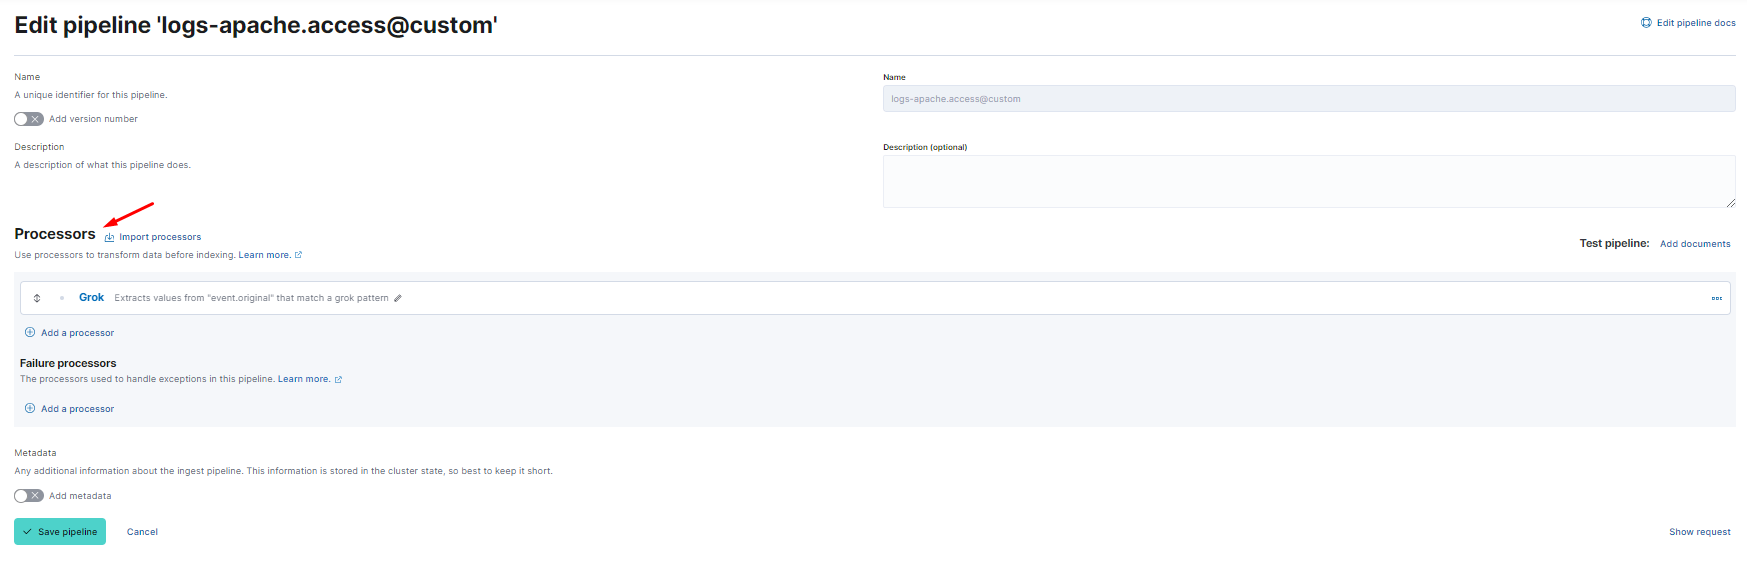 Edit pipeline 'logs-apache.access@custom'
Edit pipeline docs
Name
A unique identifier for this pipeline.
Add version number
Name
logs-apache.access@custom
Description
A description of what this pipeline does.
Description (optional)
Processors
Import processors
Use processors to transform data before indexing. Learn more.
Test pipeline: Add documents
Grok Extracts values from "event.original" that match a grok pattern
Add a processor
Failure processors
The processors used to handle exceptions in this pipeline. Learn more.
Add a processor
Metadata
Any additional information about the ingest pipeline. This information is stored in the cluster state, so best to keep it short.
Add metadata
Save pipeline
Cancel
Show request